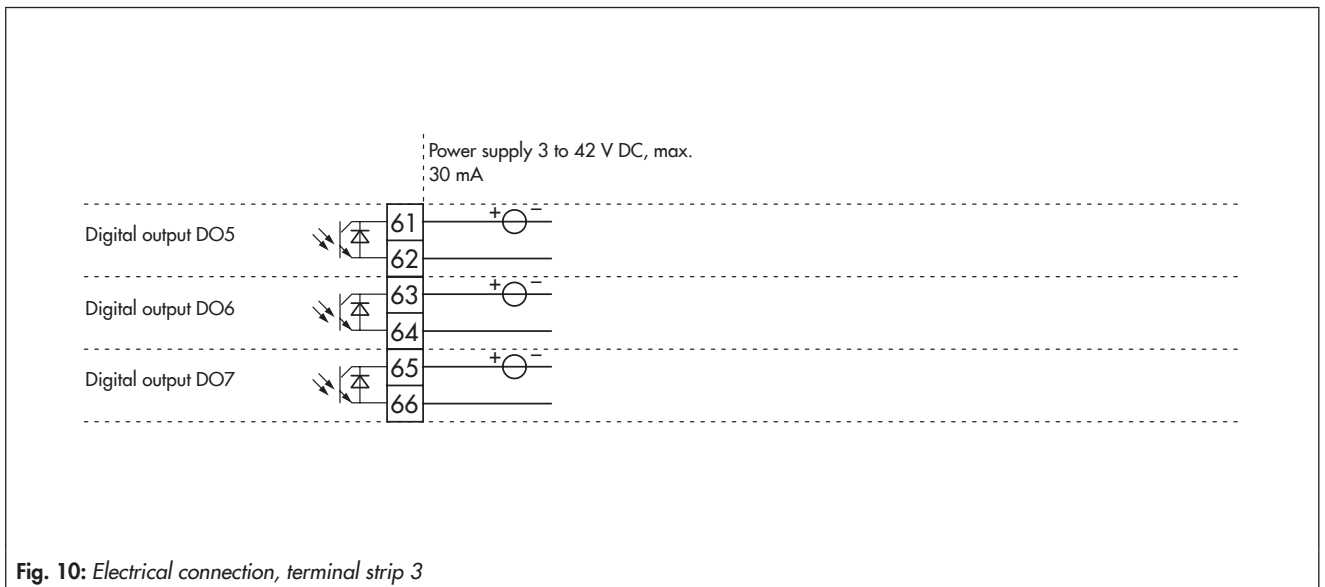 Power supply 3 to 42 V DC, max.
30 mA
Digital output DO5
61
+ −
62
Digital output DO6
63
+ −
64
Digital output DO7
65
+ −
66
Fig. 10: Electrical connection, terminal strip 3